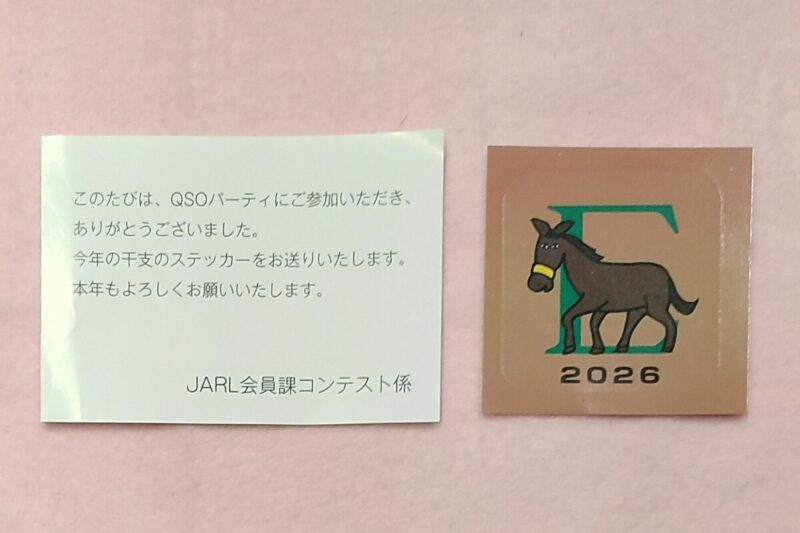 このたびは、QSOパーティにご参加いただき、
ありがとうございました。
今年の干支のステッカーをお送りいたします。
本年もよろしくお願いいたします。
JARL会員課コンテスト係
E
2026